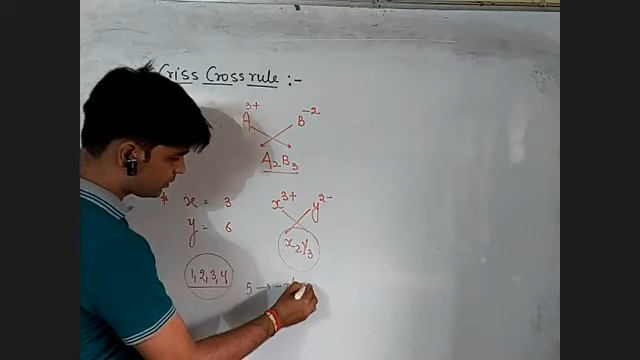 Criss Cross rule :-
A³⁺ B⁻²
A₂B₃
* x = 3
y = 6
x³⁺ y²⁻
x₂y₃
1,2,3,4
5 →